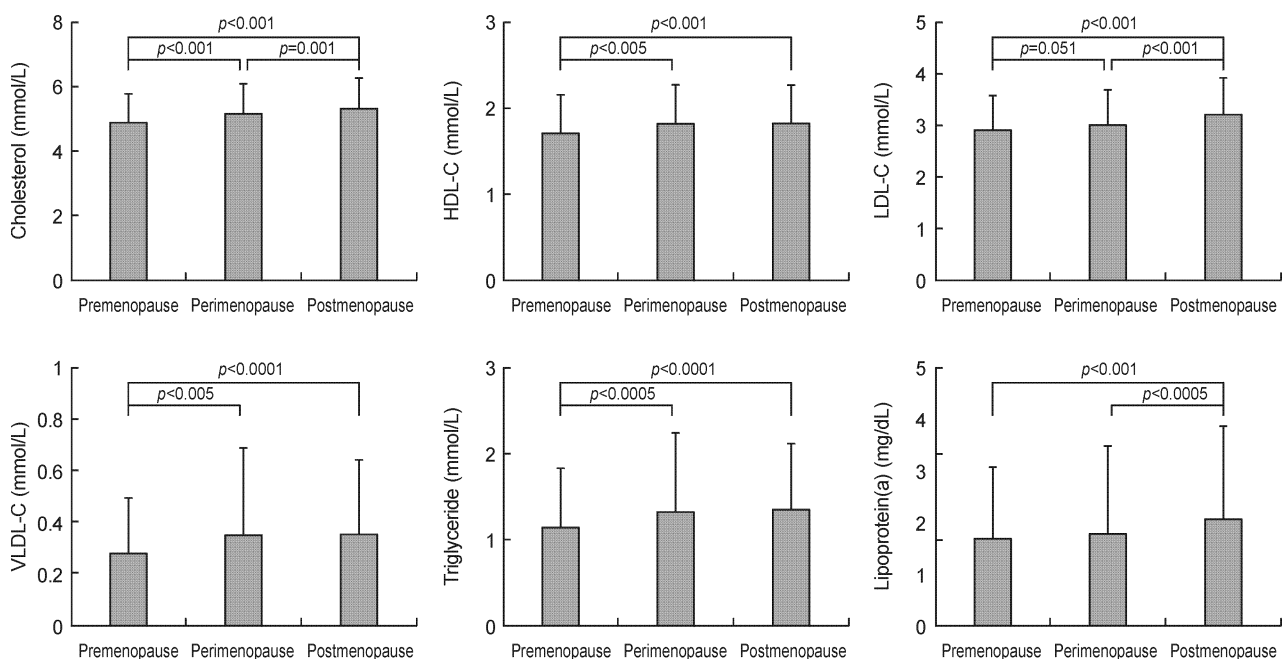 Cholesterol (mmol/L)
8
6
4
2
0
p<0.001
p<0.001
p=0.001
Premenopause Perimenopause Postmenopause
HDL-C (mmol/L)
3
2
1
0
p<0.001
p<0.005
Premenopause Perimenopause Postmenopause
LDL-C (mmol/L)
5
4
3
2
1
0
p<0.001
p=0.051
p<0.001
Premenopause Perimenopause Postmenopause
VLDL-C (mmol/L)
1
0.8
0.6
0.4
0.2
0
p<0.0001
p<0.005
Premenopause Perimenopause Postmenopause
Triglyceride (mmol/L)
3
2
1
0
p<0.0001
p<0.0005
Premenopause Perimenopause Postmenopause
Lipoprotein(a) (mg/dL)
5
4
3
2
1
0
p<0.001
p<0.0005
Premenopause Perimenopause Postmenopause